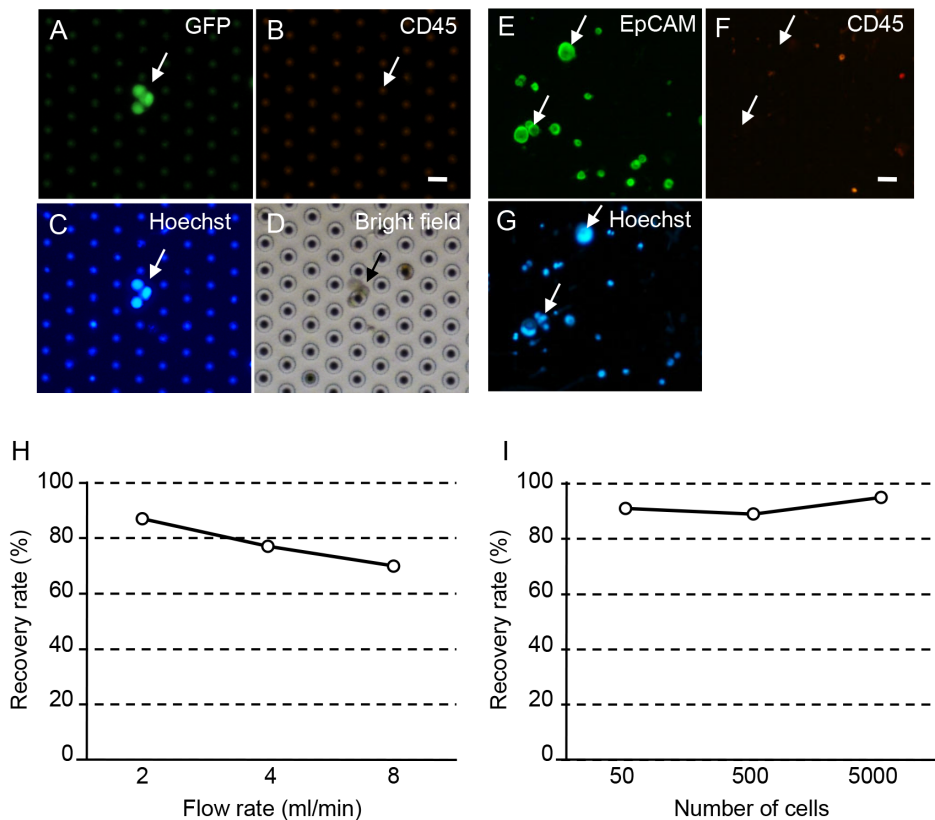 A GFP
B CD45
C Hoechst
D Bright field
E EpCAM
F CD45
G Hoechst
H
100
80
60
40
20
0
Recovery rate (%)
2 4 8
Flow rate (ml/min)
I
100
80
60
40
20
0
Recovery rate (%)
50 500 5000
Number of cells